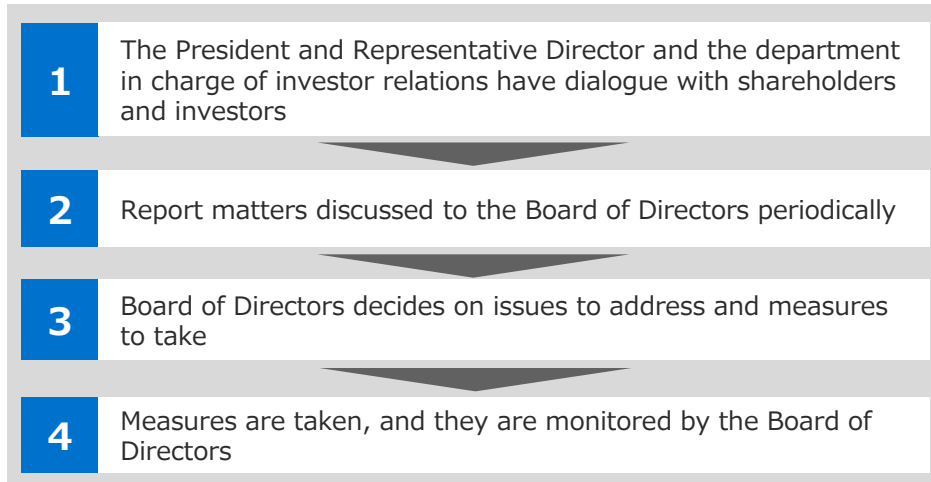 1
The President and Representative Director and the department
in charge of investor relations have dialogue with shareholders
and investors
2
Report matters discussed to the Board of Directors periodically
3
Board of Directors decides on issues to address and measures
to take
4
Measures are taken, and they are monitored by the Board of
Directors